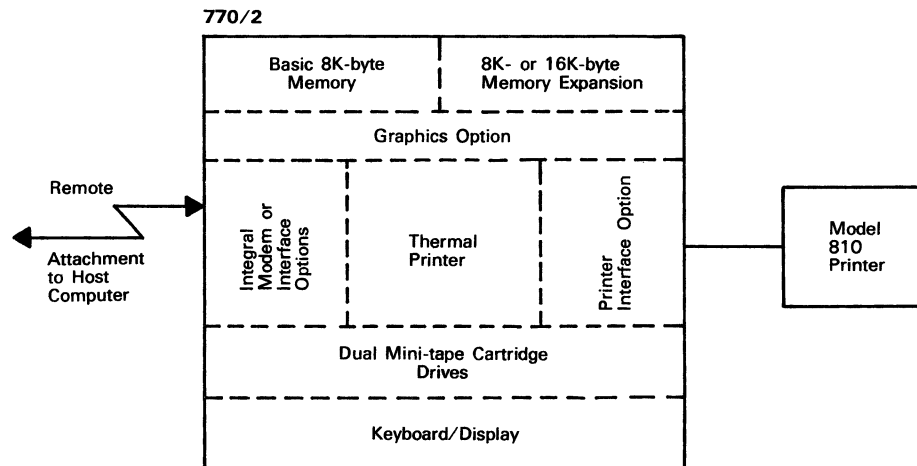 770/2
Basic 8K-byte
Memory
8K- or 16K-byte
Memory Expansion
Graphics Option
Remote
Attachment
to Host
Computer
Integral
Modem or
Interface
Options
Thermal
Printer
Printer
Interface Option
Model
810
Printer
Dual Mini-tape Cartridge
Drives
Keyboard/Display